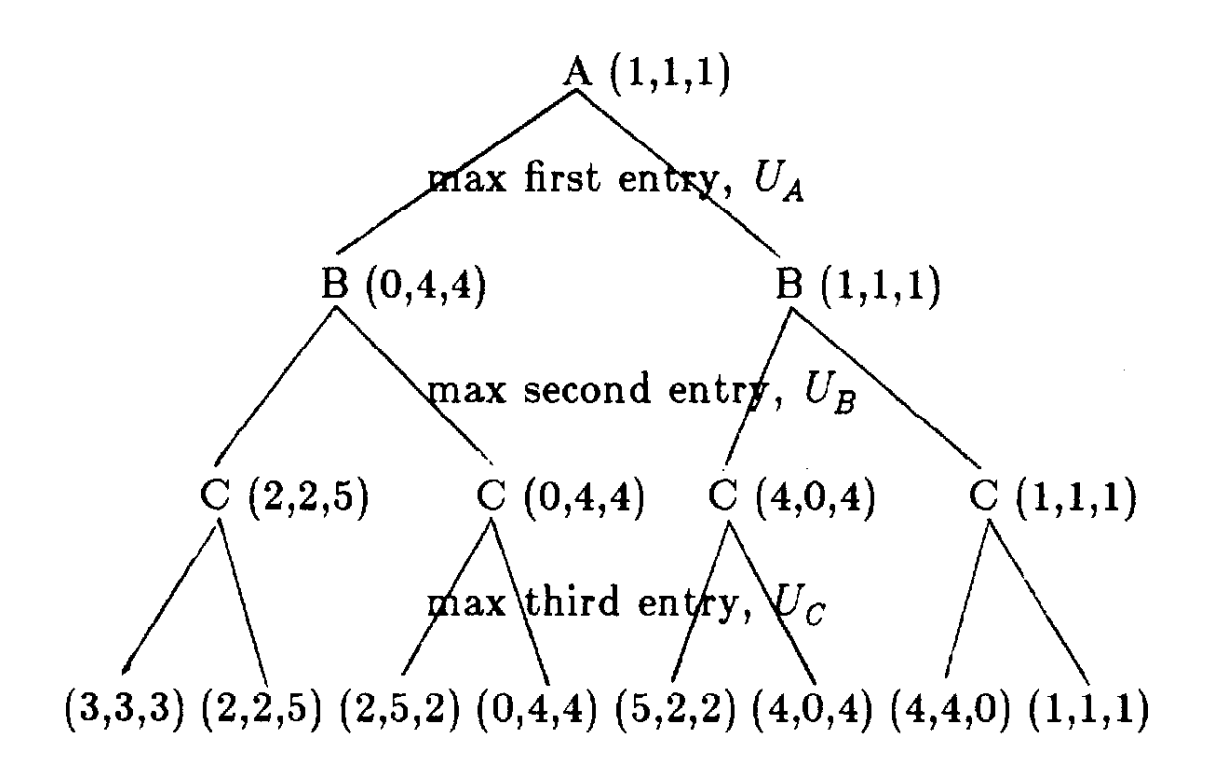 A (1,1,1)
max first entry, U_A
B (0,4,4) B (1,1,1)
max second entry, U_B
C (2,2,5) C (0,4,4) C (4,0,4) C (1,1,1)
max third entry, U_C
(3,3,3) (2,2,5) (2,5,2) (0,4,4) (5,2,2) (4,0,4) (4,4,0) (1,1,1)